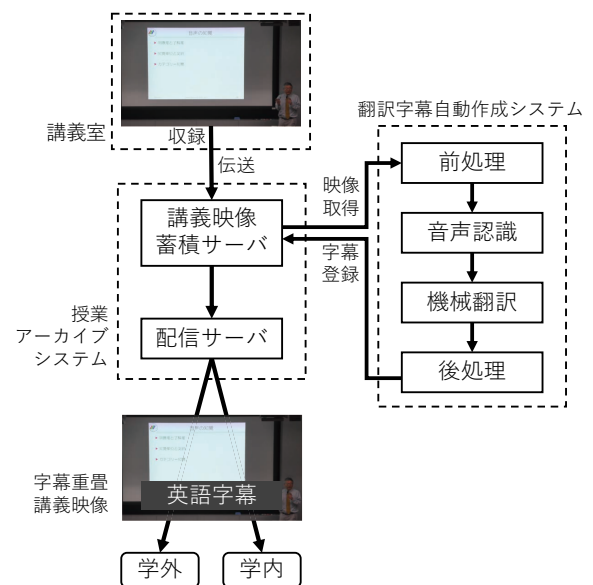 講義室
収録
伝送
翻訳字幕自動作成システム
前処理
音声認識
機械翻訳
後処理
映像
取得
字幕
登録
講義映像
蓄積サーバ
配信サーバ
授業
アーカイブ
システム
字幕重畳
講義映像
英語字幕
学外
学内